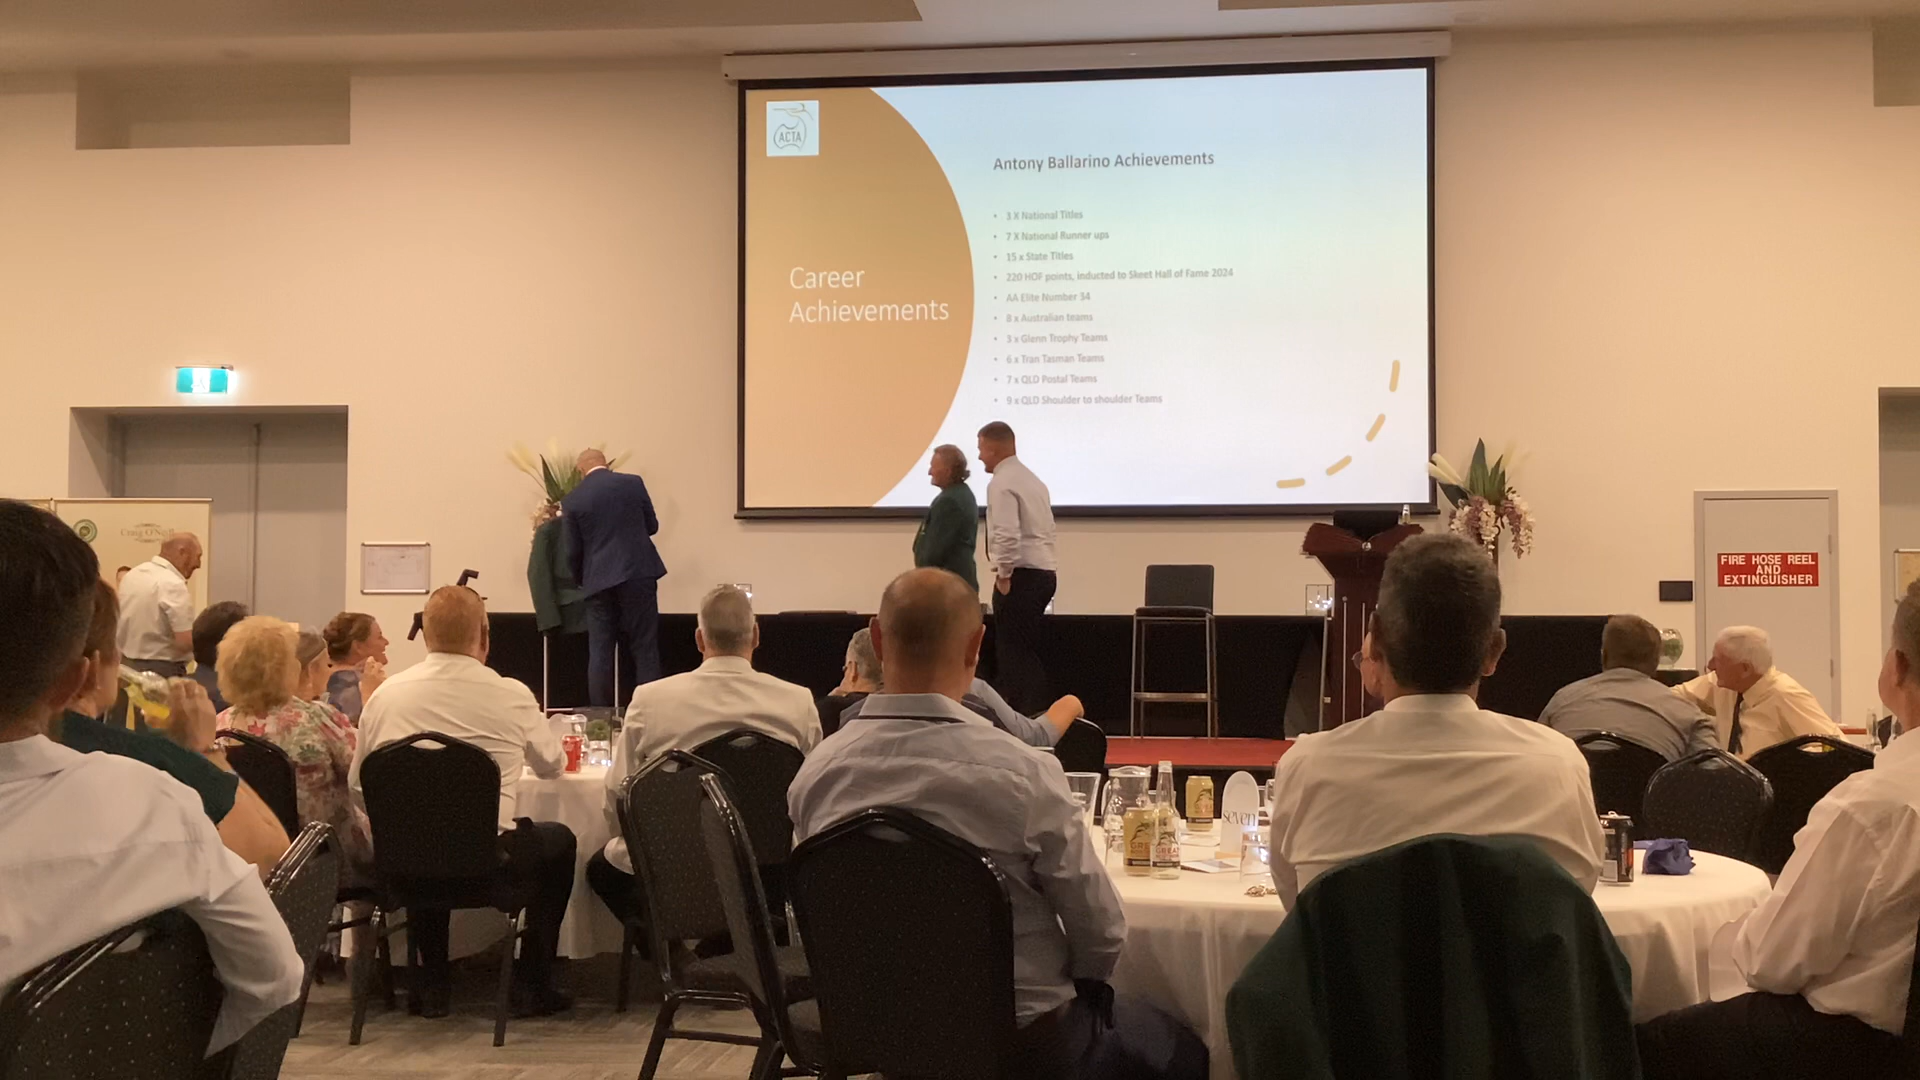 ACTA
Antony Ballarino Achievements
• 3 X National Titles
• 7 X National Runner ups
• 15 x State Titles
• 220 HOF points, inducted to Skeet Hall of Fame 2024
• AA Elite Number 34
• 8 x Australian teams
• 3 x Glenn Trophy Teams
• 6 x Tran Tasman Teams
• 7 x QLD Postal Teams
• 9 x QLD Shoulder to shoulder Teams
Career
Achievements
FIRE HOSE REEL
AND
EXTINGUISHER
seven
GREAT